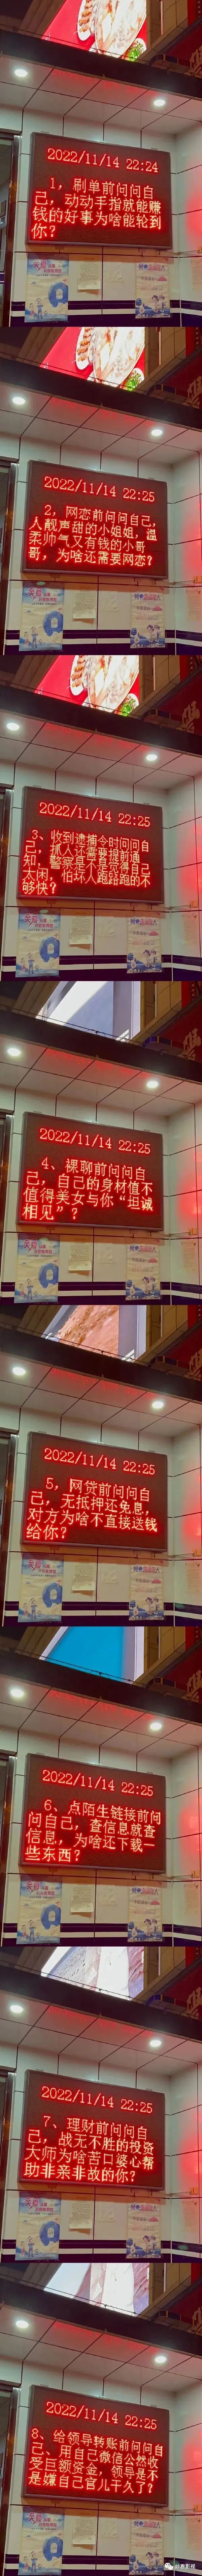 2022/11/14 22:24
1，刷单前问问自
己，动动手指就能赚
钱的好事为啥能轮到
你？
2022/11/14 22:25
2，网恋前问问自己，
人靓声甜的小姐姐，温
柔帅气又有钱的小哥
哥，为啥还需要网恋？
2022/11/14 22:25
3、收到逮捕令时问问自
己：抓人还需要提前通
知，警察是不是觉得自己
太闲，怕坏人跑路跑的不
够快？
2022/11/14 22:25
4、裸聊前问问自
己，自己的身材值不
值得美女与你“坦诚
相见”？
2022/11/14 22:25
5，网贷前问问自
己，无抵押还免息，
对方为啥不直接送钱
给你？
2022/11/14 22:25
6、点陌生链接前问
问自己，查信息就查
信息，为啥还下载一
些东西？
2022/11/14 22:25
7、理财前问问自
己，战无不胜的投资
大师为啥苦口婆心帮
助非亲非故的你？
2022/11/14 22:25
8、给领导转账前问问自
己、用自己微信公然收
受巨额资金，领导是不
是嫌自己官儿干久了？